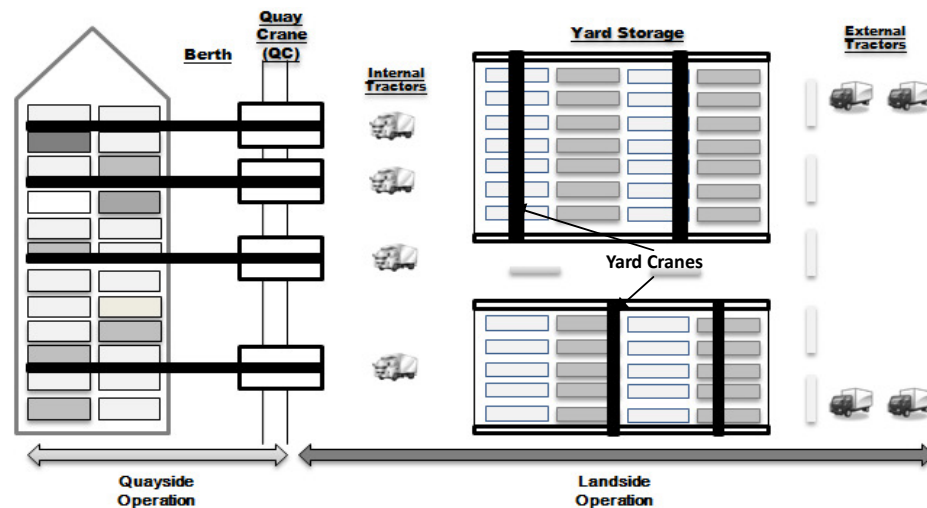 Quay
Crane
(QC)
Berth
Internal
Tractors
Yard Storage
External
Tractors
Yard Cranes
Quayside
Operation
Landside
Operation